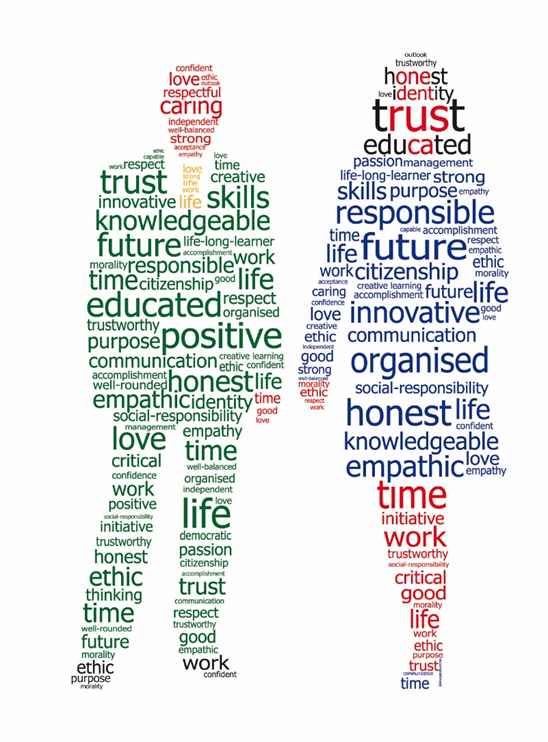 confident
love ethic
outlook
respectful
caring
independent
well-balanced
strong
acceptance
empathy
ethic
capable
work respect
love
strong
life
work
love
time
creative
trust
innovative life skills
knowledgeable
future life-long-learner
accomplishment
morality responsible work
time citizenship good life
educated respect
organised
trustworthy
purpose positive
communication creative learning
ethic confident
accomplishment
well-rounded honest life
empathic identity time
social-responsibility good
love
management empathy
love time
critical well-balanced
confidence organised
work independent
positive love
social-responsibility life
initiative democratic
trustworthy passion
honest citizenship
ethic accomplishment
thinking trust
time communication
well-rounded respect
future trustworthy
morality good
ethic empathic
purpose work
morality confident
outlook
trustworthy
honest
love identity
trust
educated
passion management
life-long-learner strong
skills purpose empathy
responsible
capable accomplishment
time future respect
life empathic
ethic
work citizenship morality
acceptance creative learning
caring accomplishment future life
confidence
love innovative good
love
creative
ethic communication
independent
good organised
strong
well-balanced
morality social-responsibility
ethic
respect
work
honest life
confident
knowledgeable
empathic love
empathy
time
initiative
work
trustworthy
social-responsibility
critical
good
morality
life
work
ethic
purpose
trust
communication
time